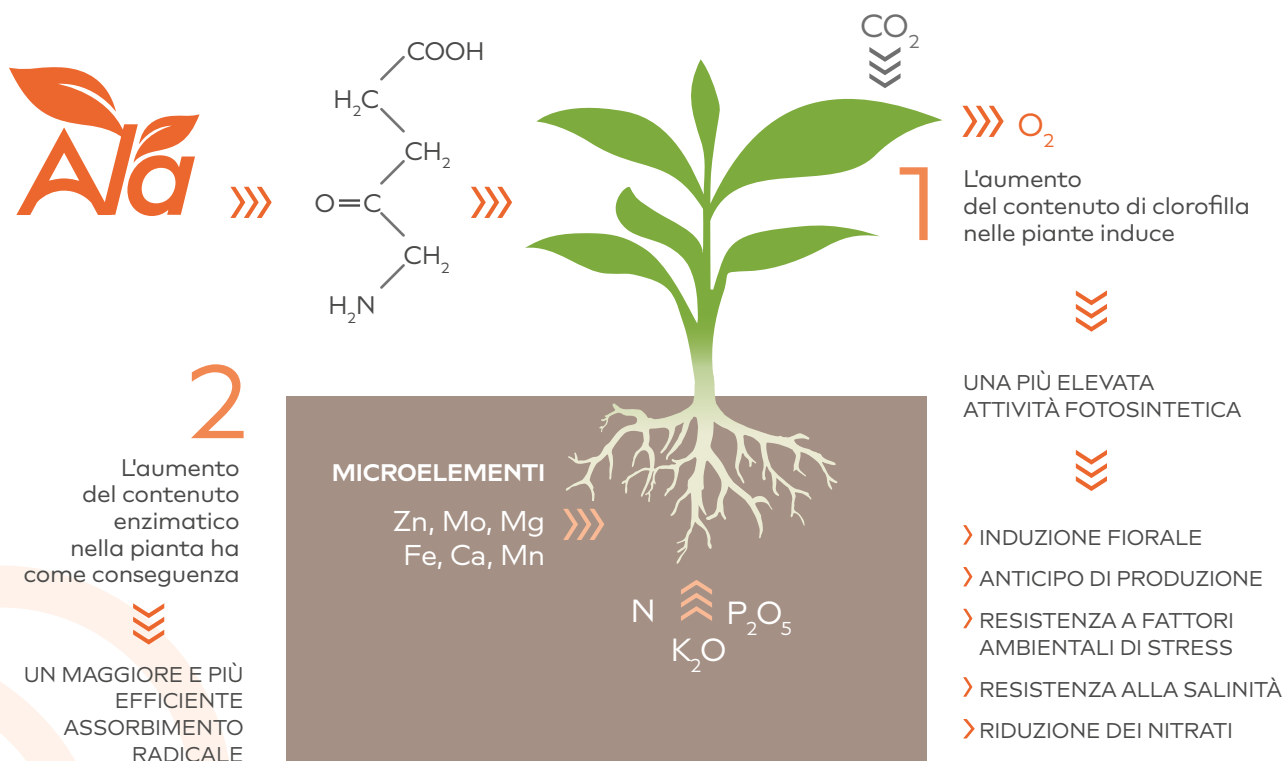 Ala
COOH
H₂C
CH₂
O=C
CH₂
H₂N
CO₂
O₂
1
L'aumento
del contenuto di clorofilla
nelle piante induce
UNA PIÙ ELEVATA
ATTIVITÀ FOTOSINTETICA
INDUZIONE FIORALE
ANTICIPO DI PRODUZIONE
RESISTENZA A FATTORI
AMBIENTALI DI STRESS
RESISTENZA ALLA SALINITÀ
RIDUZIONE DEI NITRATI
2
L'aumento
del contenuto
enzimatico
nella pianta ha
come conseguenza
UN MAGGIORE E PIÙ
EFFICIENTE
ASSORBIMENTO
RADICALE
MICROELEMENTI
Zn, Mo, Mg
Fe, Ca, Mn
N P₂O₅
K₂O